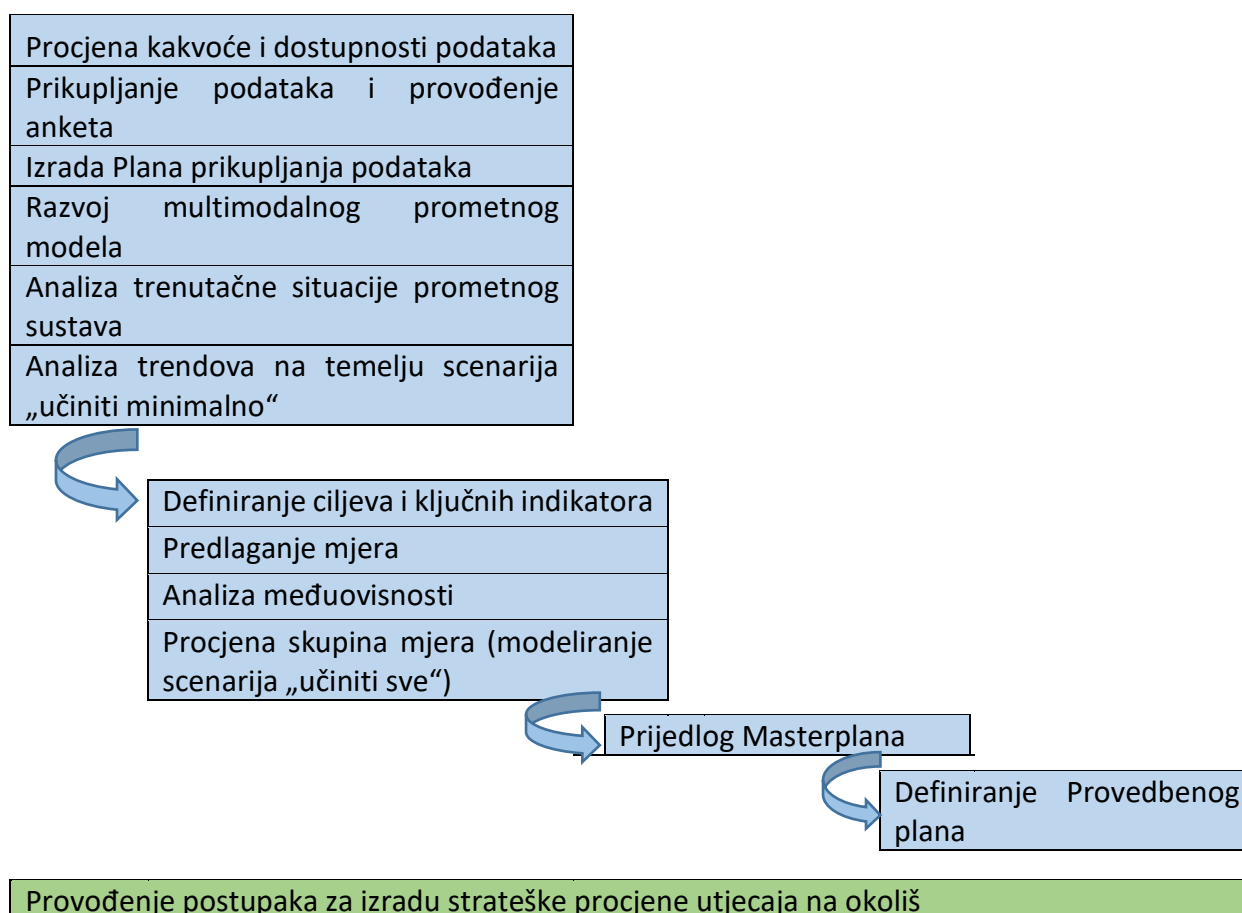 Procjena kakvoće i dostupnosti podataka
Prikupljanje podataka i provođenje
anketa
Izrada Plana prikupljanja podataka
Razvoj multimodalnog prometnog
modela
Analiza trenutačne situacije prometnog
sustava
Analiza trendova na temelju scenarija
„učiniti minimalno“
Definiranje ciljeva i ključnih indikatora
Predlaganje mjera
Analiza međuovisnosti
Procjena skupina mjera (modeliranje
scenarija „učiniti sve“)
Prijedlog Masterplana
Definiranje Provedbenog
plana
Provođenje postupaka za izradu strateške procjene utjecaja na okoliš